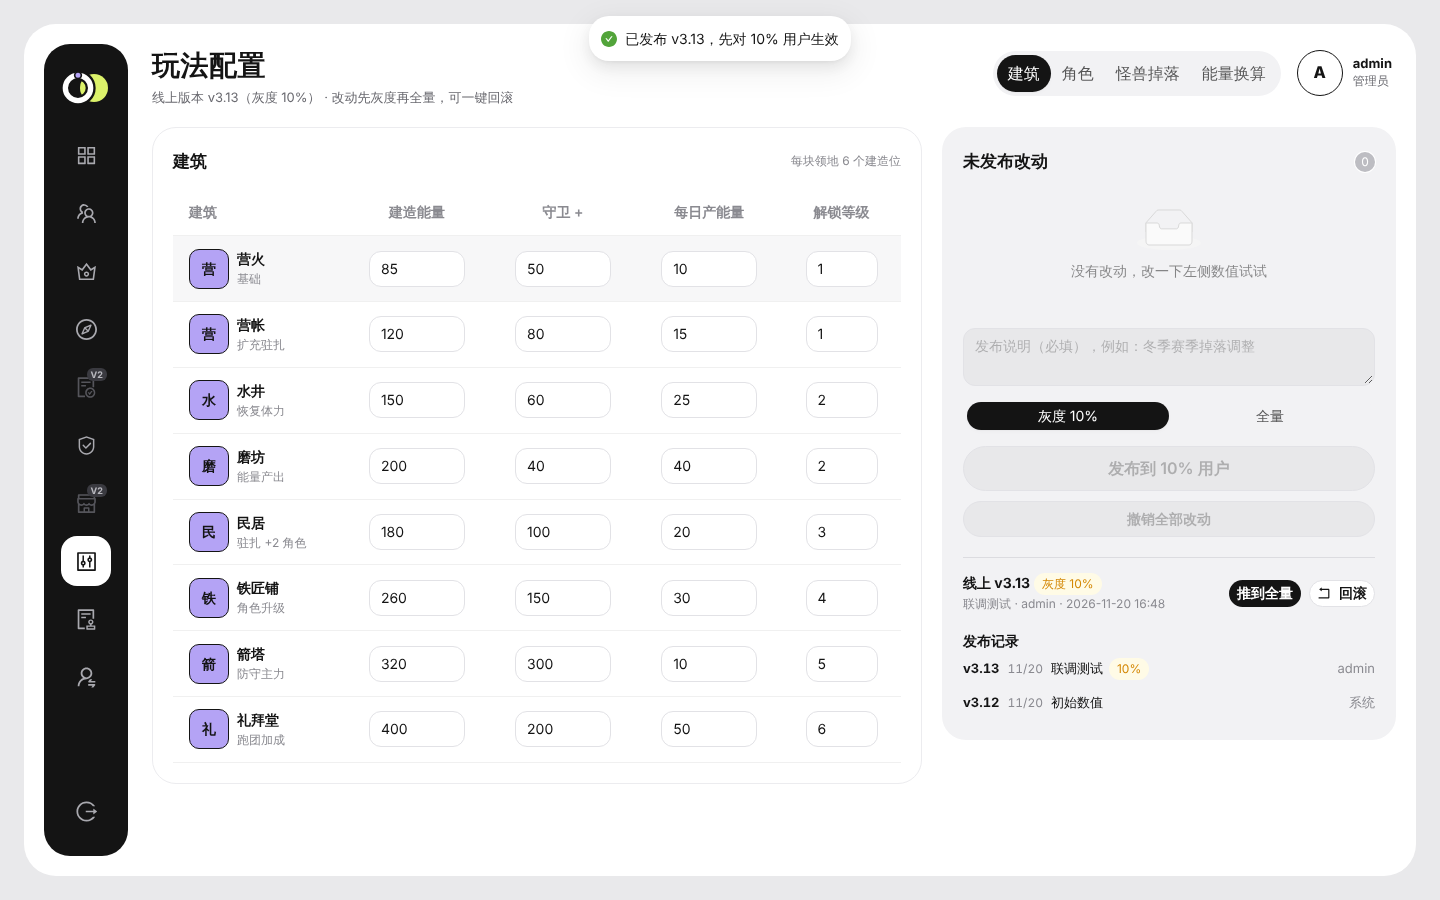 已发布 v3.13，先对 10% 用户生效
玩法配置
线上版本 v3.13（灰度 10%） · 改动先灰度再全量，可一键回滚
建筑 角色 怪兽掉落 能量换算
A
admin
管理员
V2
V2
建筑
每块领地 6 个建造位
建筑 建造能量 守卫 + 每日产能量 解锁等级
营 营火 85 50 10 1
基础
营 营帐 120 80 15 1
扩充驻扎
水 水井 150 60 25 2
恢复体力
磨 磨坊 200 40 40 2
能量产出
民 民居 180 100 20 3
驻扎 +2 角色
铁 铁匠铺 260 150 30 4
角色升级
箭 箭塔 320 300 10 5
防守主力
礼 礼拜堂 400 200 50 6
跑团加成
未发布改动 0
没有改动，改一下左侧数值试试
发布说明（必填），例如：冬季赛季掉落调整
灰度 10% 全量
发布到 10% 用户
撤销全部改动
线上 v3.13 灰度 10%
联调测试 · admin · 2026-11-20 16:48
推到全量 回滚
发布记录
v3.13 11/20 联调测试 10% admin
v3.12 11/20 初始数值 系统